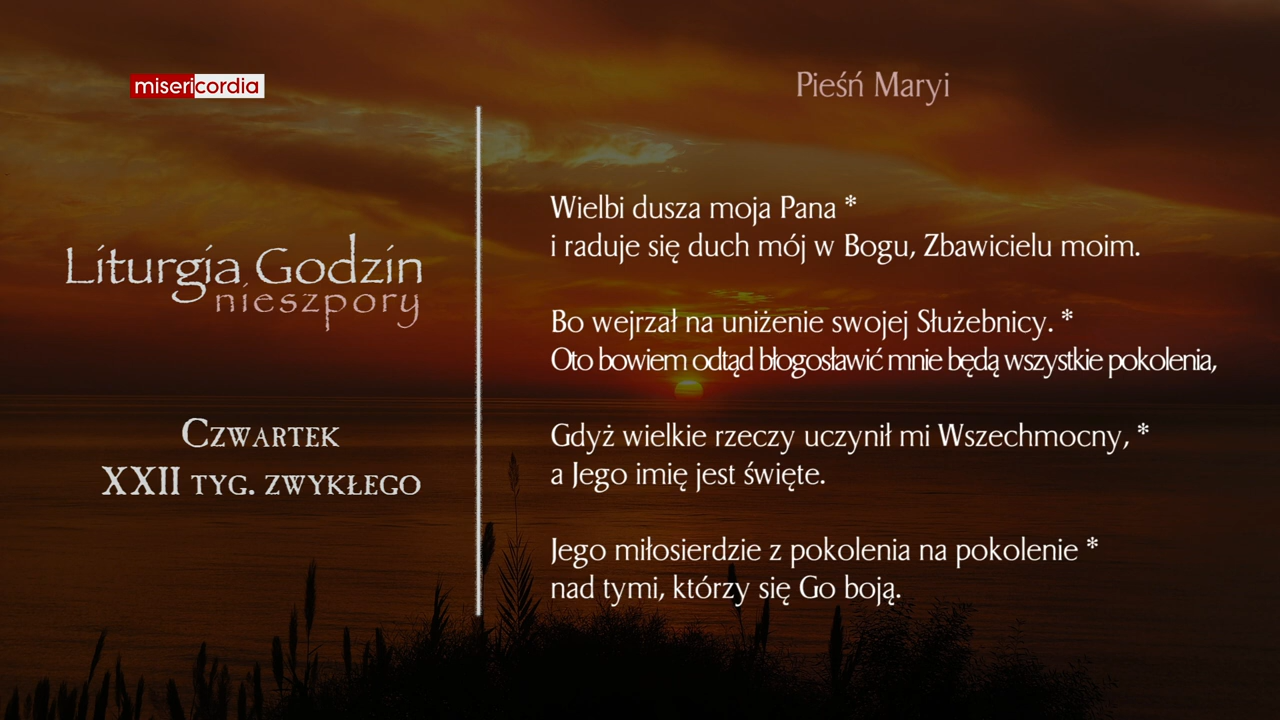 misericordia
Liturgia Godzin
nieszpory
Czwartek
XXII tyg. zwykłego
Pieśń Maryi
Wielbi dusza moja Pana *
i raduje się duch mój w Bogu, Zbawicielu moim.
Bo wejrzał na uniżenie swojej Służebnicy. *
Oto bowiem odtąd błogosławić mnie będą wszystkie pokolenia,
Gdyż wielkie rzeczy uczynił mi Wszechmocny, *
a Jego imię jest święte.
Jego miłosierdzie z pokolenia na pokolenie *
nad tymi, którzy się Go boją.